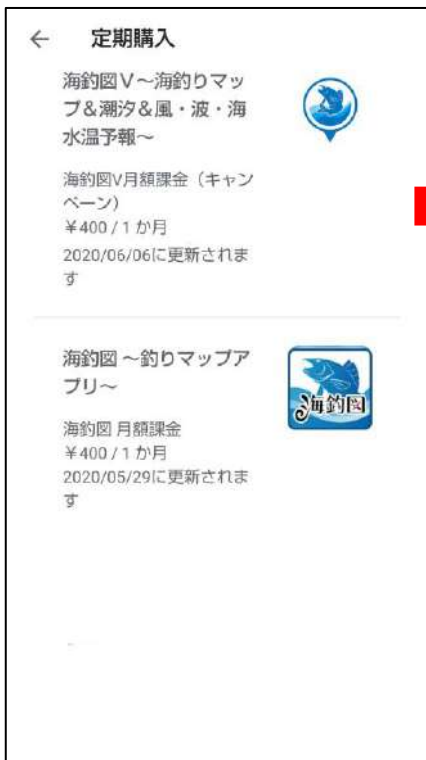 ← 定期購入
海釣図V~海釣りマッ
プ&潮汐&風・波・海
水温予報~
海釣図V月額課金(キャン
ペーン)
¥400 / 1 か月
2020/06/06に更新されま
す
海釣図 ~釣りマップア
プリ~
海釣図
海釣図 月額課金
¥400 / 1 か月
2020/05/29に更新されま
す